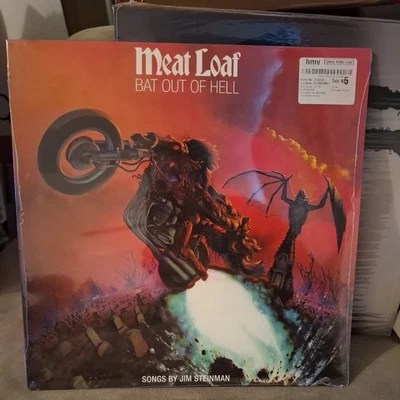 Meat Loaf
BAT OUT OF HELL
hmv
SONGS BY JIM STEINMAN